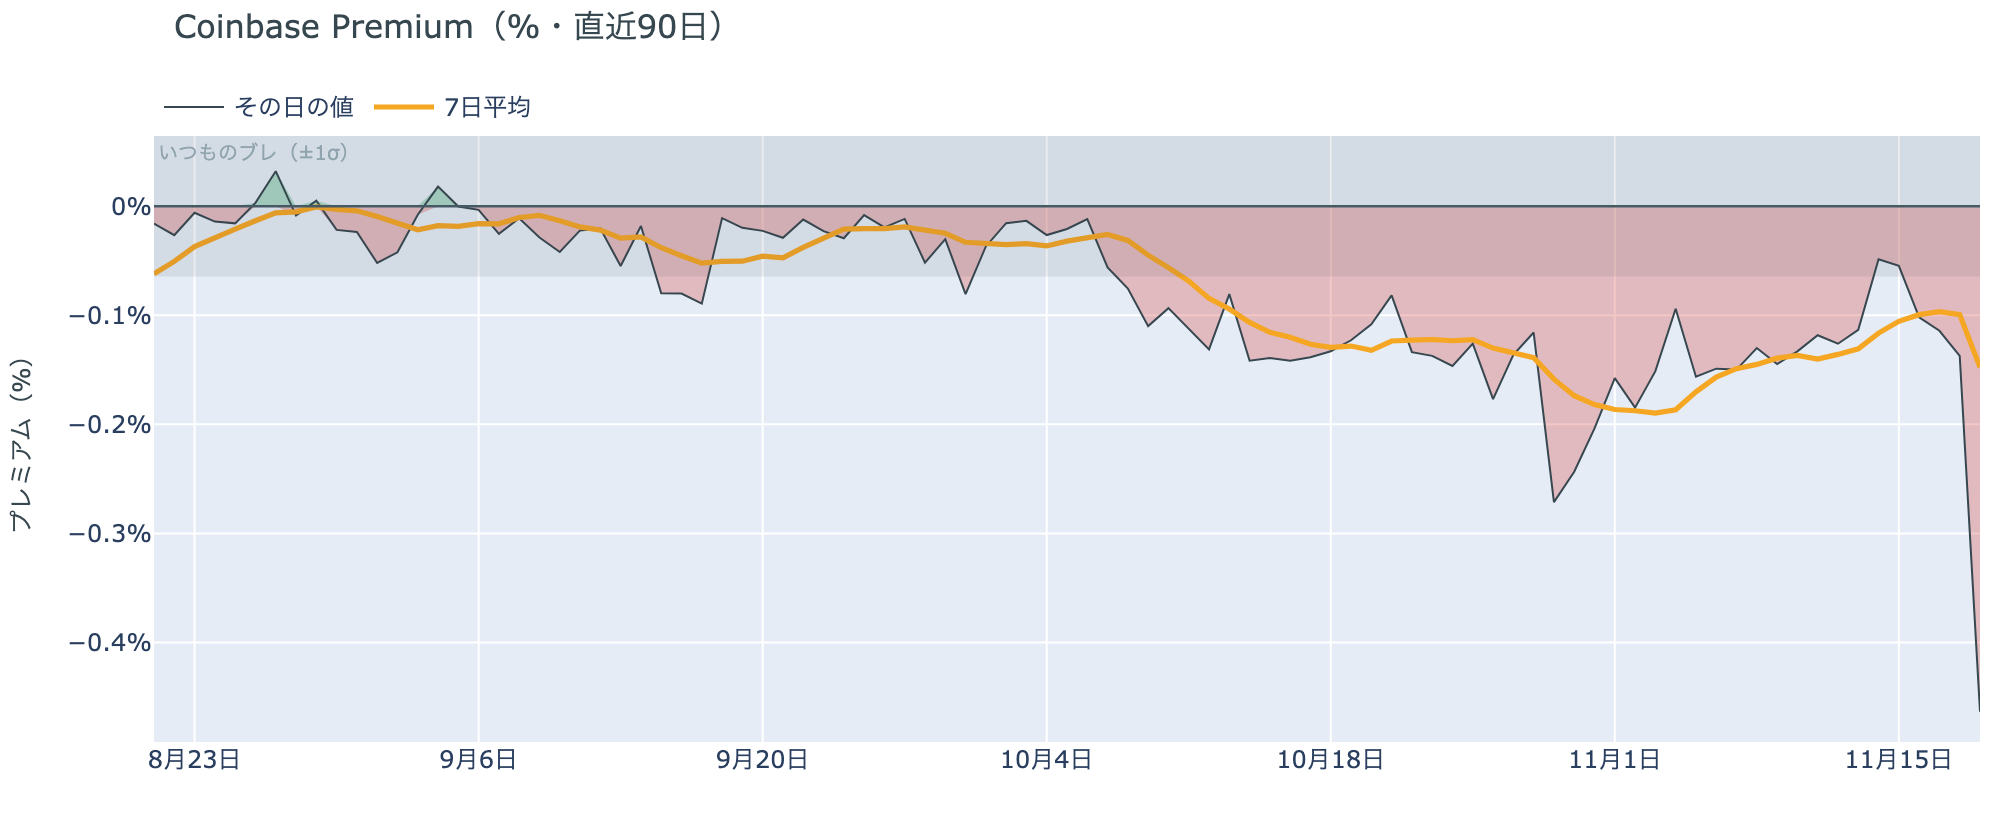 Coinbase Premium（%・直近90日）
その日の値 7日平均
いつものブレ（±1σ）
0%
−0.1%
−0.2%
−0.3%
−0.4%
プレミアム（%）
8月23日 9月6日 9月20日 10月4日 10月18日 11月1日 11月15日